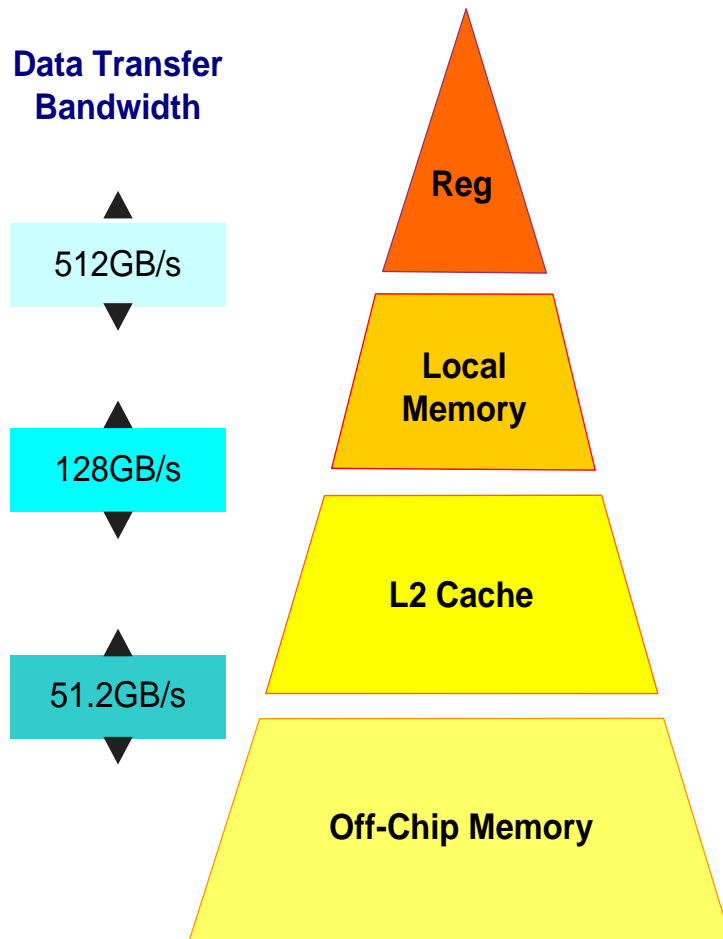 Data Transfer
Bandwidth
Reg
512GB/s
Local
Memory
128GB/s
L2 Cache
51.2GB/s
Off-Chip Memory